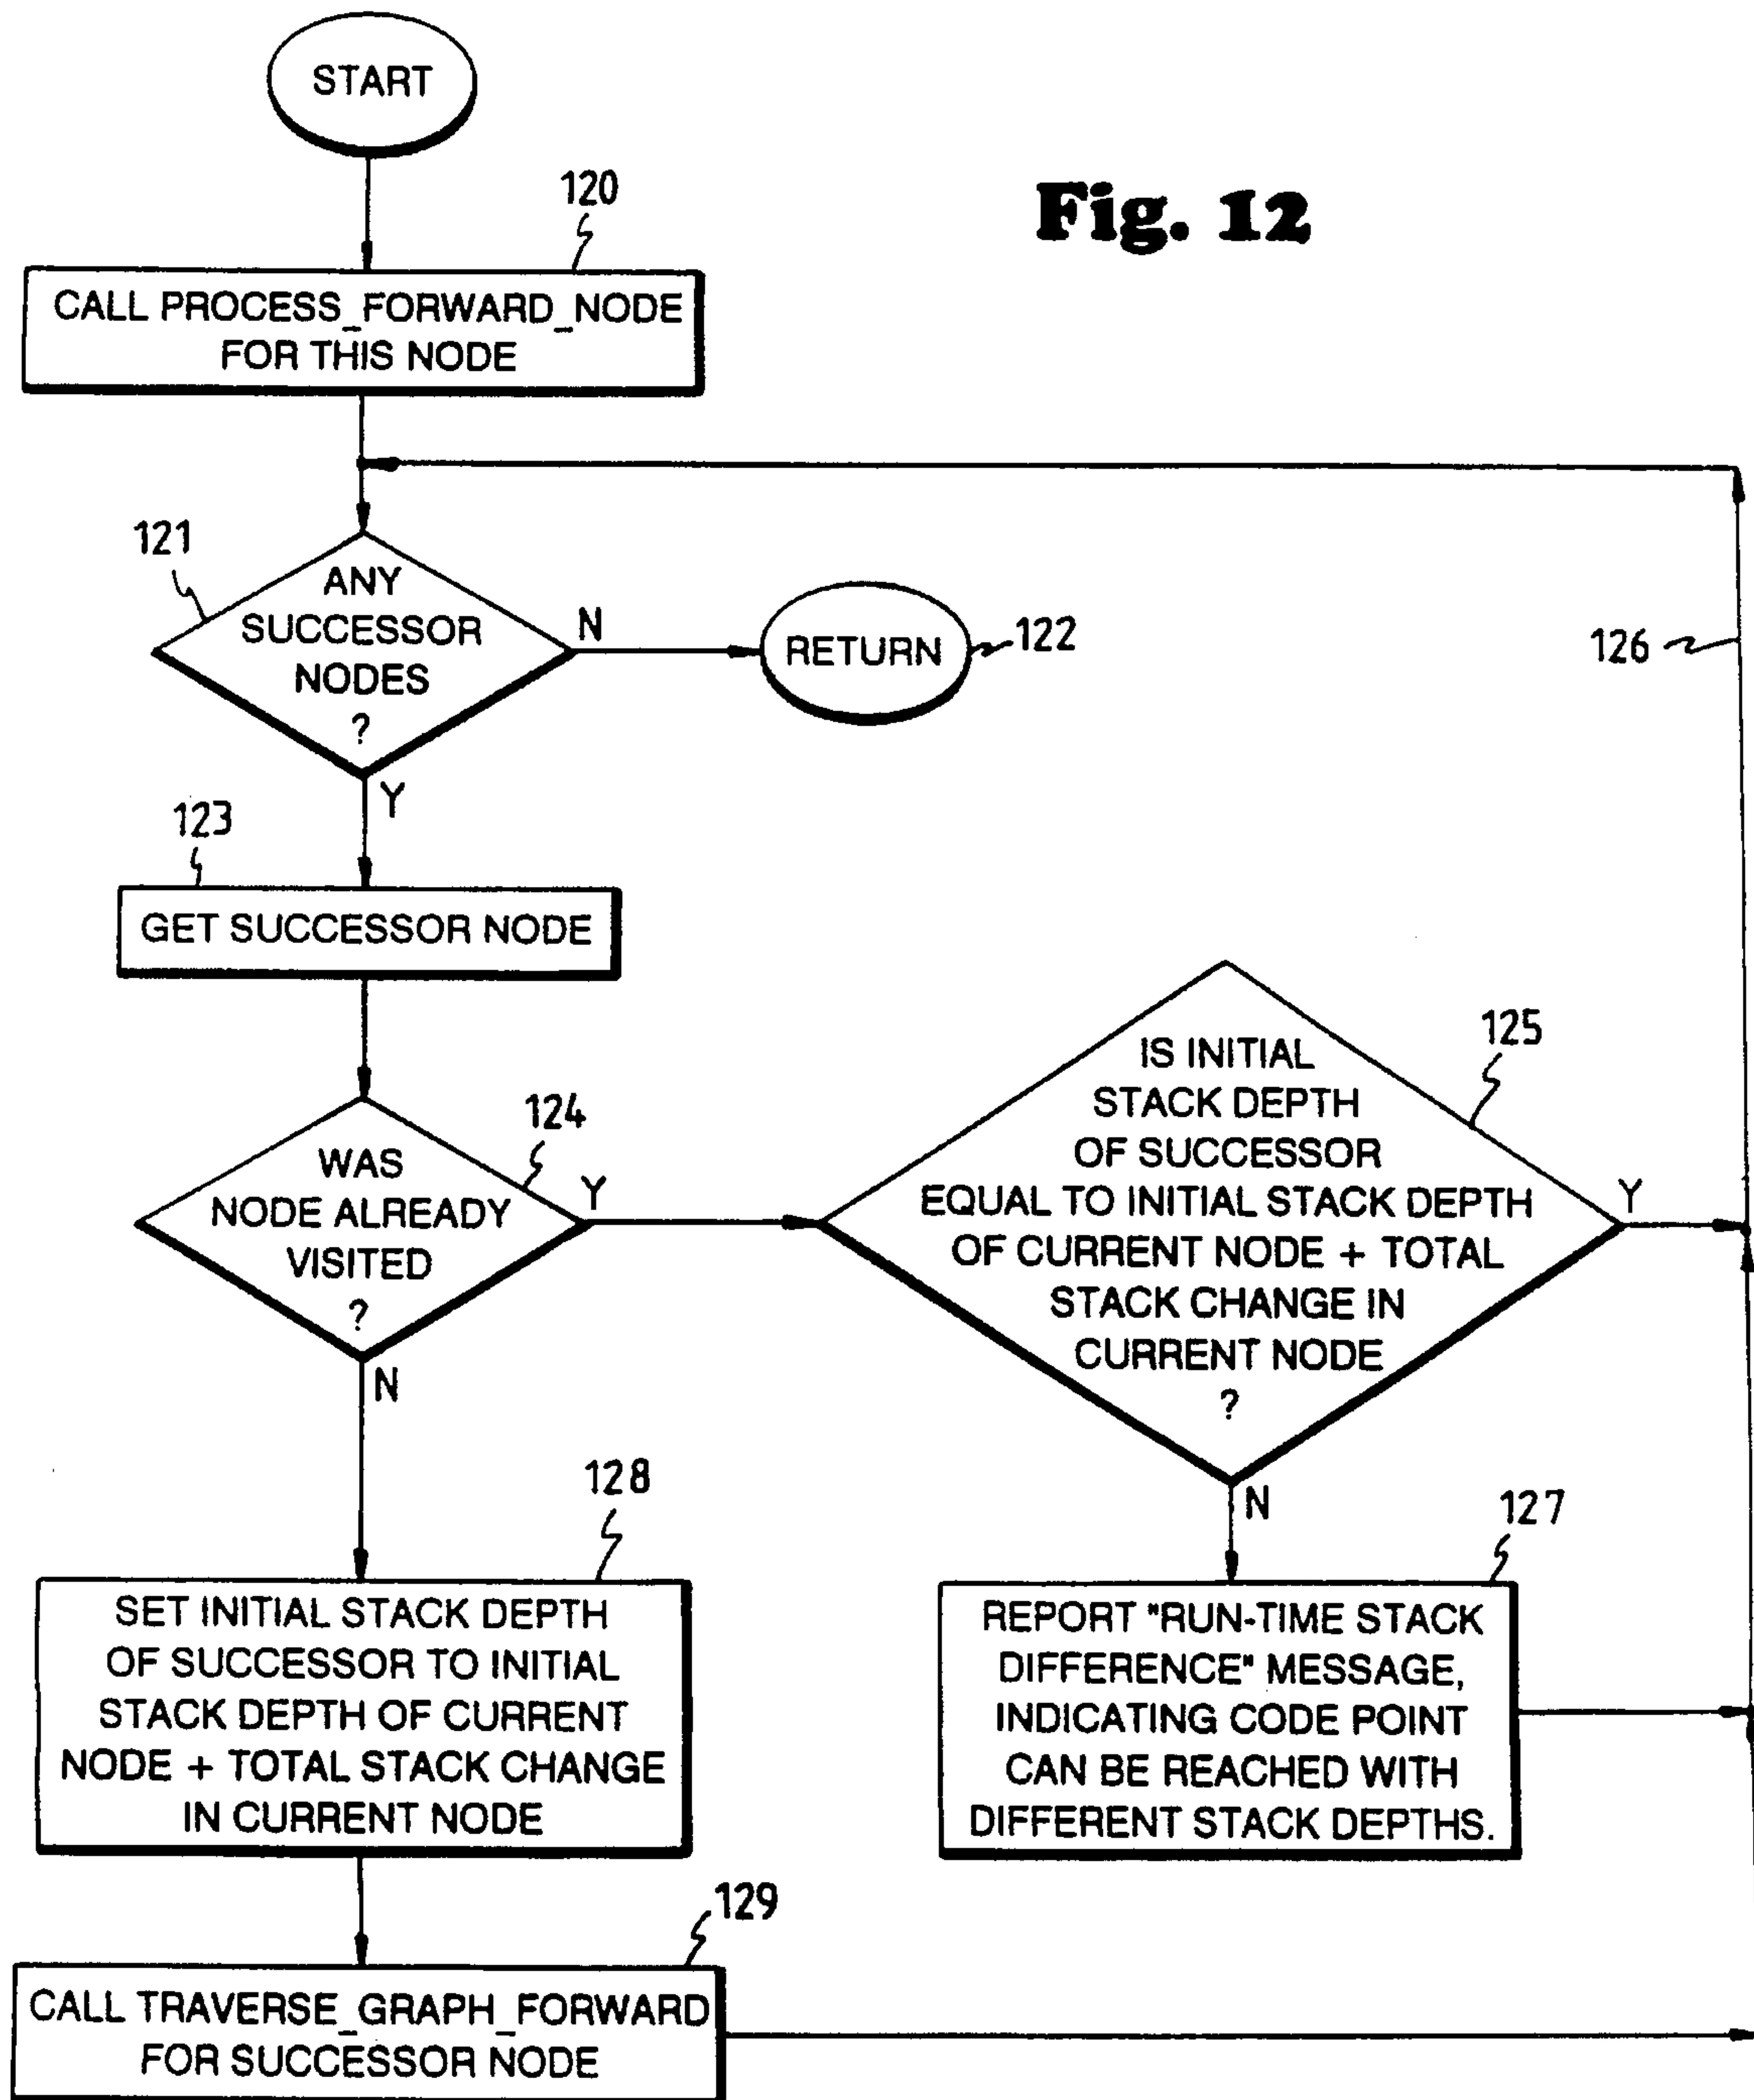 START
120
Fig. 12
CALL PROCESS_FORWARD_NODE
FOR THIS NODE
121
ANY
SUCCESSOR
NODES
?
N
RETURN
122
126
Y
123
GET SUCCESSOR NODE
124
WAS
NODE ALREADY
VISITED
?
Y
N
125
IS INITIAL
STACK DEPTH
OF SUCCESSOR
EQUAL TO INITIAL STACK DEPTH
OF CURRENT NODE + TOTAL
STACK CHANGE IN
CURRENT NODE
?
Y
N
128
SET INITIAL STACK DEPTH
OF SUCCESSOR TO INITIAL
STACK DEPTH OF CURRENT
NODE + TOTAL STACK CHANGE
IN CURRENT NODE
127
REPORT "RUN-TIME STACK
DIFFERENCE" MESSAGE,
INDICATING CODE POINT
CAN BE REACHED WITH
DIFFERENT STACK DEPTHS.
129
CALL TRAVERSE_GRAPH_FORWARD
FOR SUCCESSOR NODE